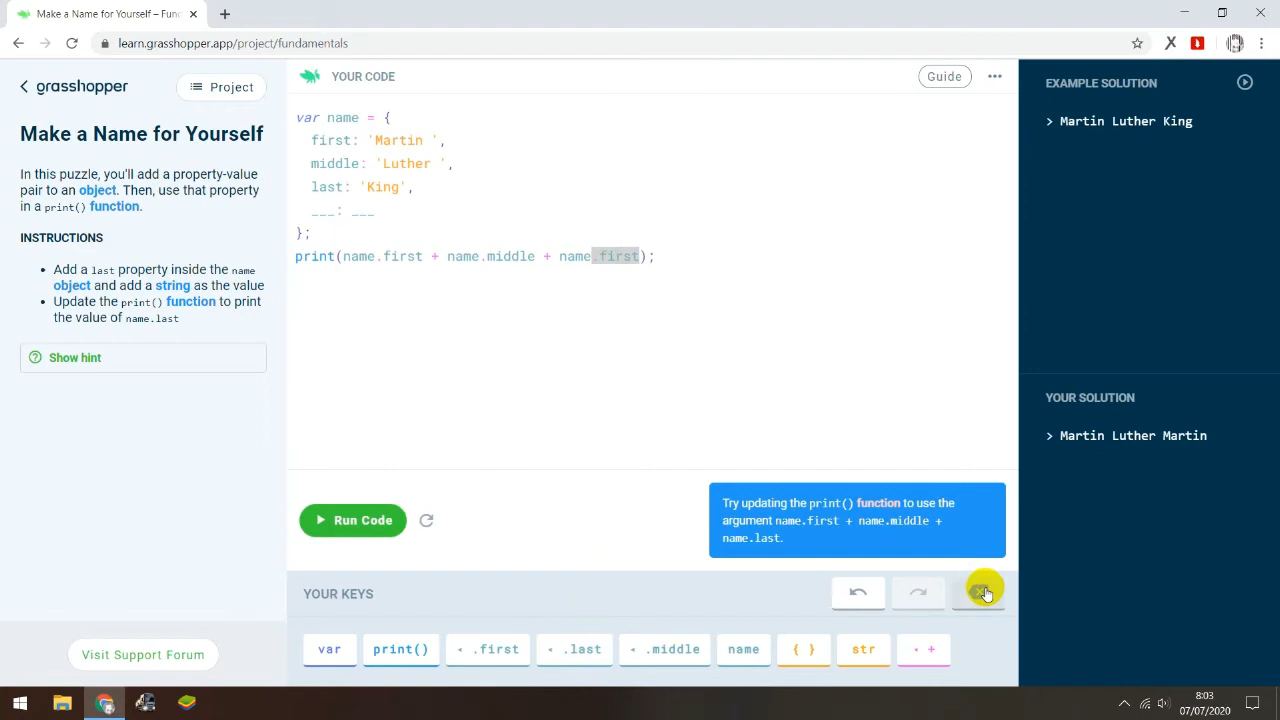 Make a Name for Yourself – Func
learn.grasshopper.app/project/fundamentals
X
grasshopper
Project
Make a Name for Yourself
In this puzzle, you'll add a property-value
pair to an object. Then, use that property
in a print() function.
INSTRUCTIONS
• Add a last property inside the name
object and add a string as the value
• Update the print() function to print
the value of name.last
Show hint
Visit Support Forum
YOUR CODE
Guide
var name = {
first: 'Martin ',
middle: 'Luther ',
last: 'King',
___: ___
};
print(name.first + name.middle + name.first);
Run Code
Try updating the print() function to use the
argument name.first + name.middle +
name.last.
YOUR KEYS
var
print()
.first
.last
.middle
name
{ }
str
+
EXAMPLE SOLUTION
> Martin Luther King
YOUR SOLUTION
> Martin Luther Martin
8:03
07/07/2020